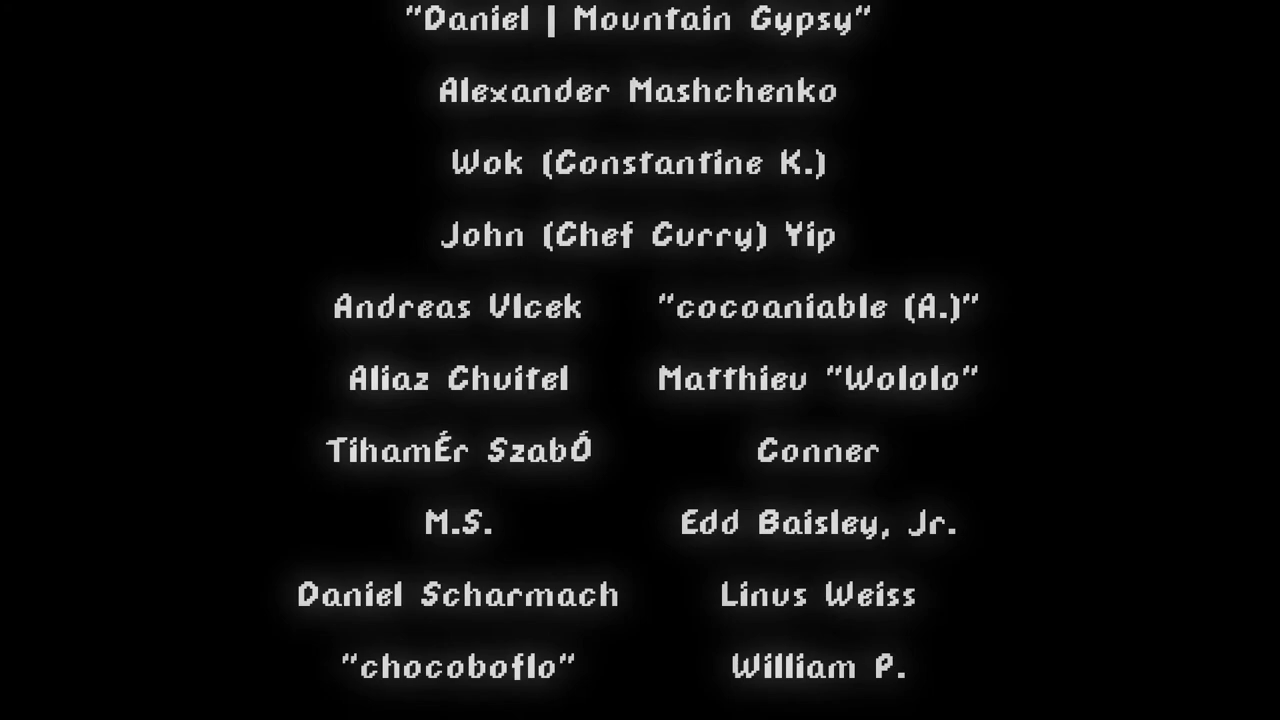 "Daniel | Mountain Gypsy"
Alexander Mashchenko
Wok (Constantine K.)
John (Chef Curry) Yip
Andreas Vlcek "cocoaniable (A.)"
Aliaz Chvitel Matthieu "Wololo"
TihamÉr SzabÓ Conner
M.S. Edd Baisley, Jr.
Daniel Scharmach Linus Weiss
"chocoboflo" William P.